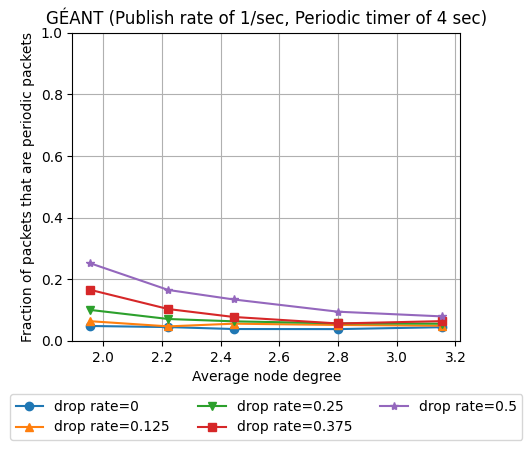 GÉANT (Publish rate of 1/sec, Periodic timer of 4 sec)
Fraction of packets that are periodic packets
1.0
0.8
0.6
0.4
0.2
0.0
2.0 2.2 2.4 2.6 2.8 3.0 3.2
Average node degree
drop rate=0 drop rate=0.25 drop rate=0.5
drop rate=0.125 drop rate=0.375